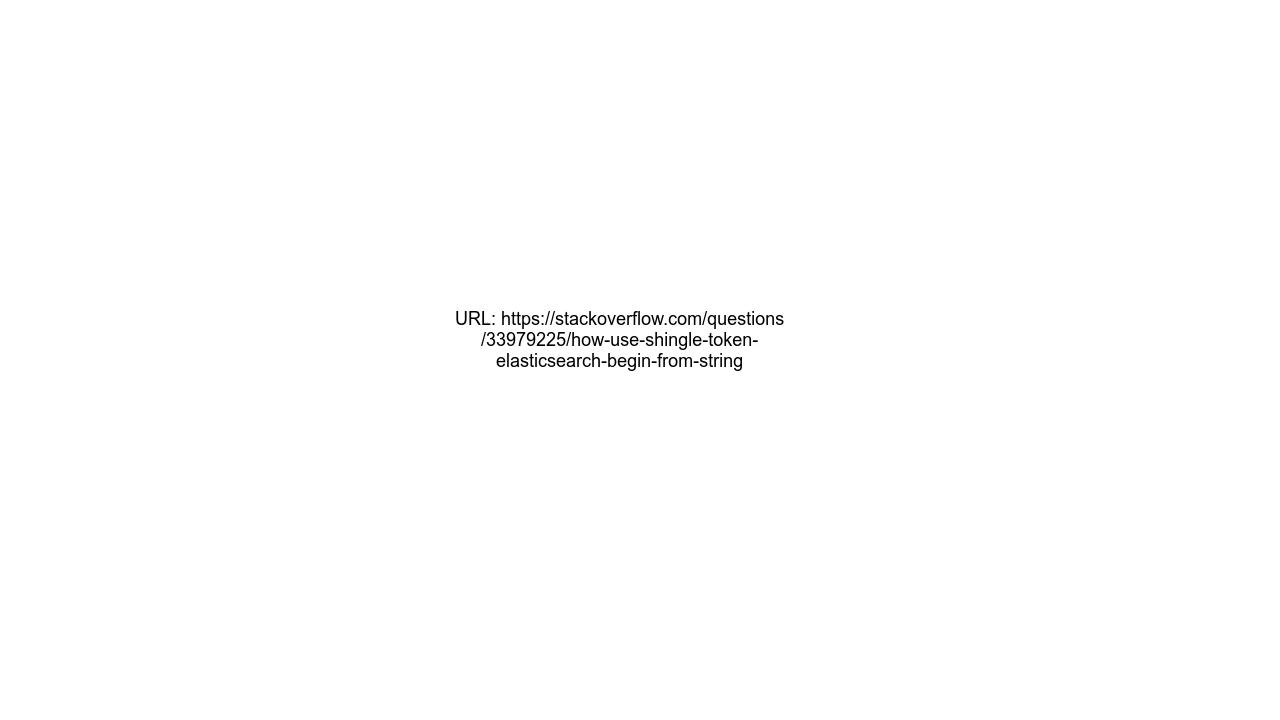 URL: https://stackoverflow.com/questions
/33979225/how-use-shingle-token-
elasticsearch-begin-from-string